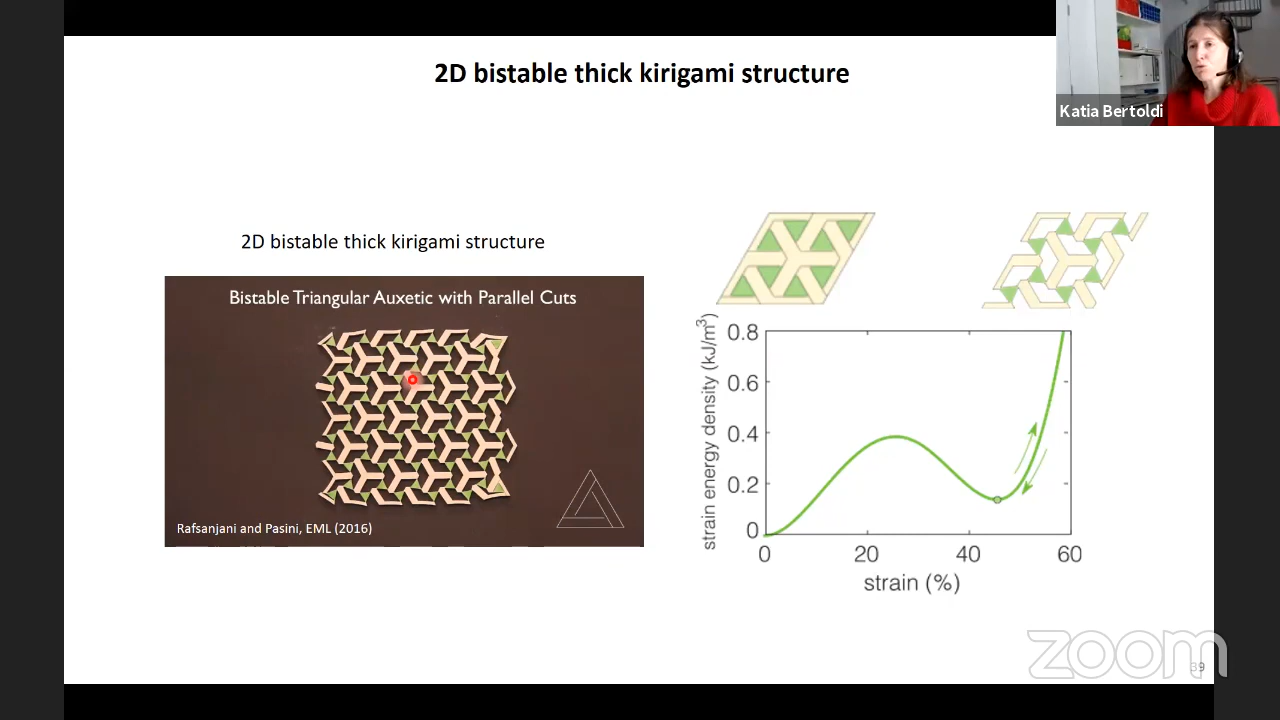 2D bistable thick kirigami structure
Katia Bertoldi
2D bistable thick kirigami structure
Bistable Triangular Auxetic with Parallel Cuts
Rafsanjani and Pasini, EML (2016)
strain energy density (kJ/m³)
0.8
0.6
0.4
0.2
0
0
20
40
60
strain (%)
zoom
39